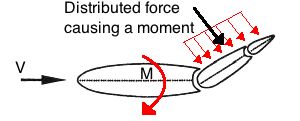 Distributed force
causing a moment
V
M